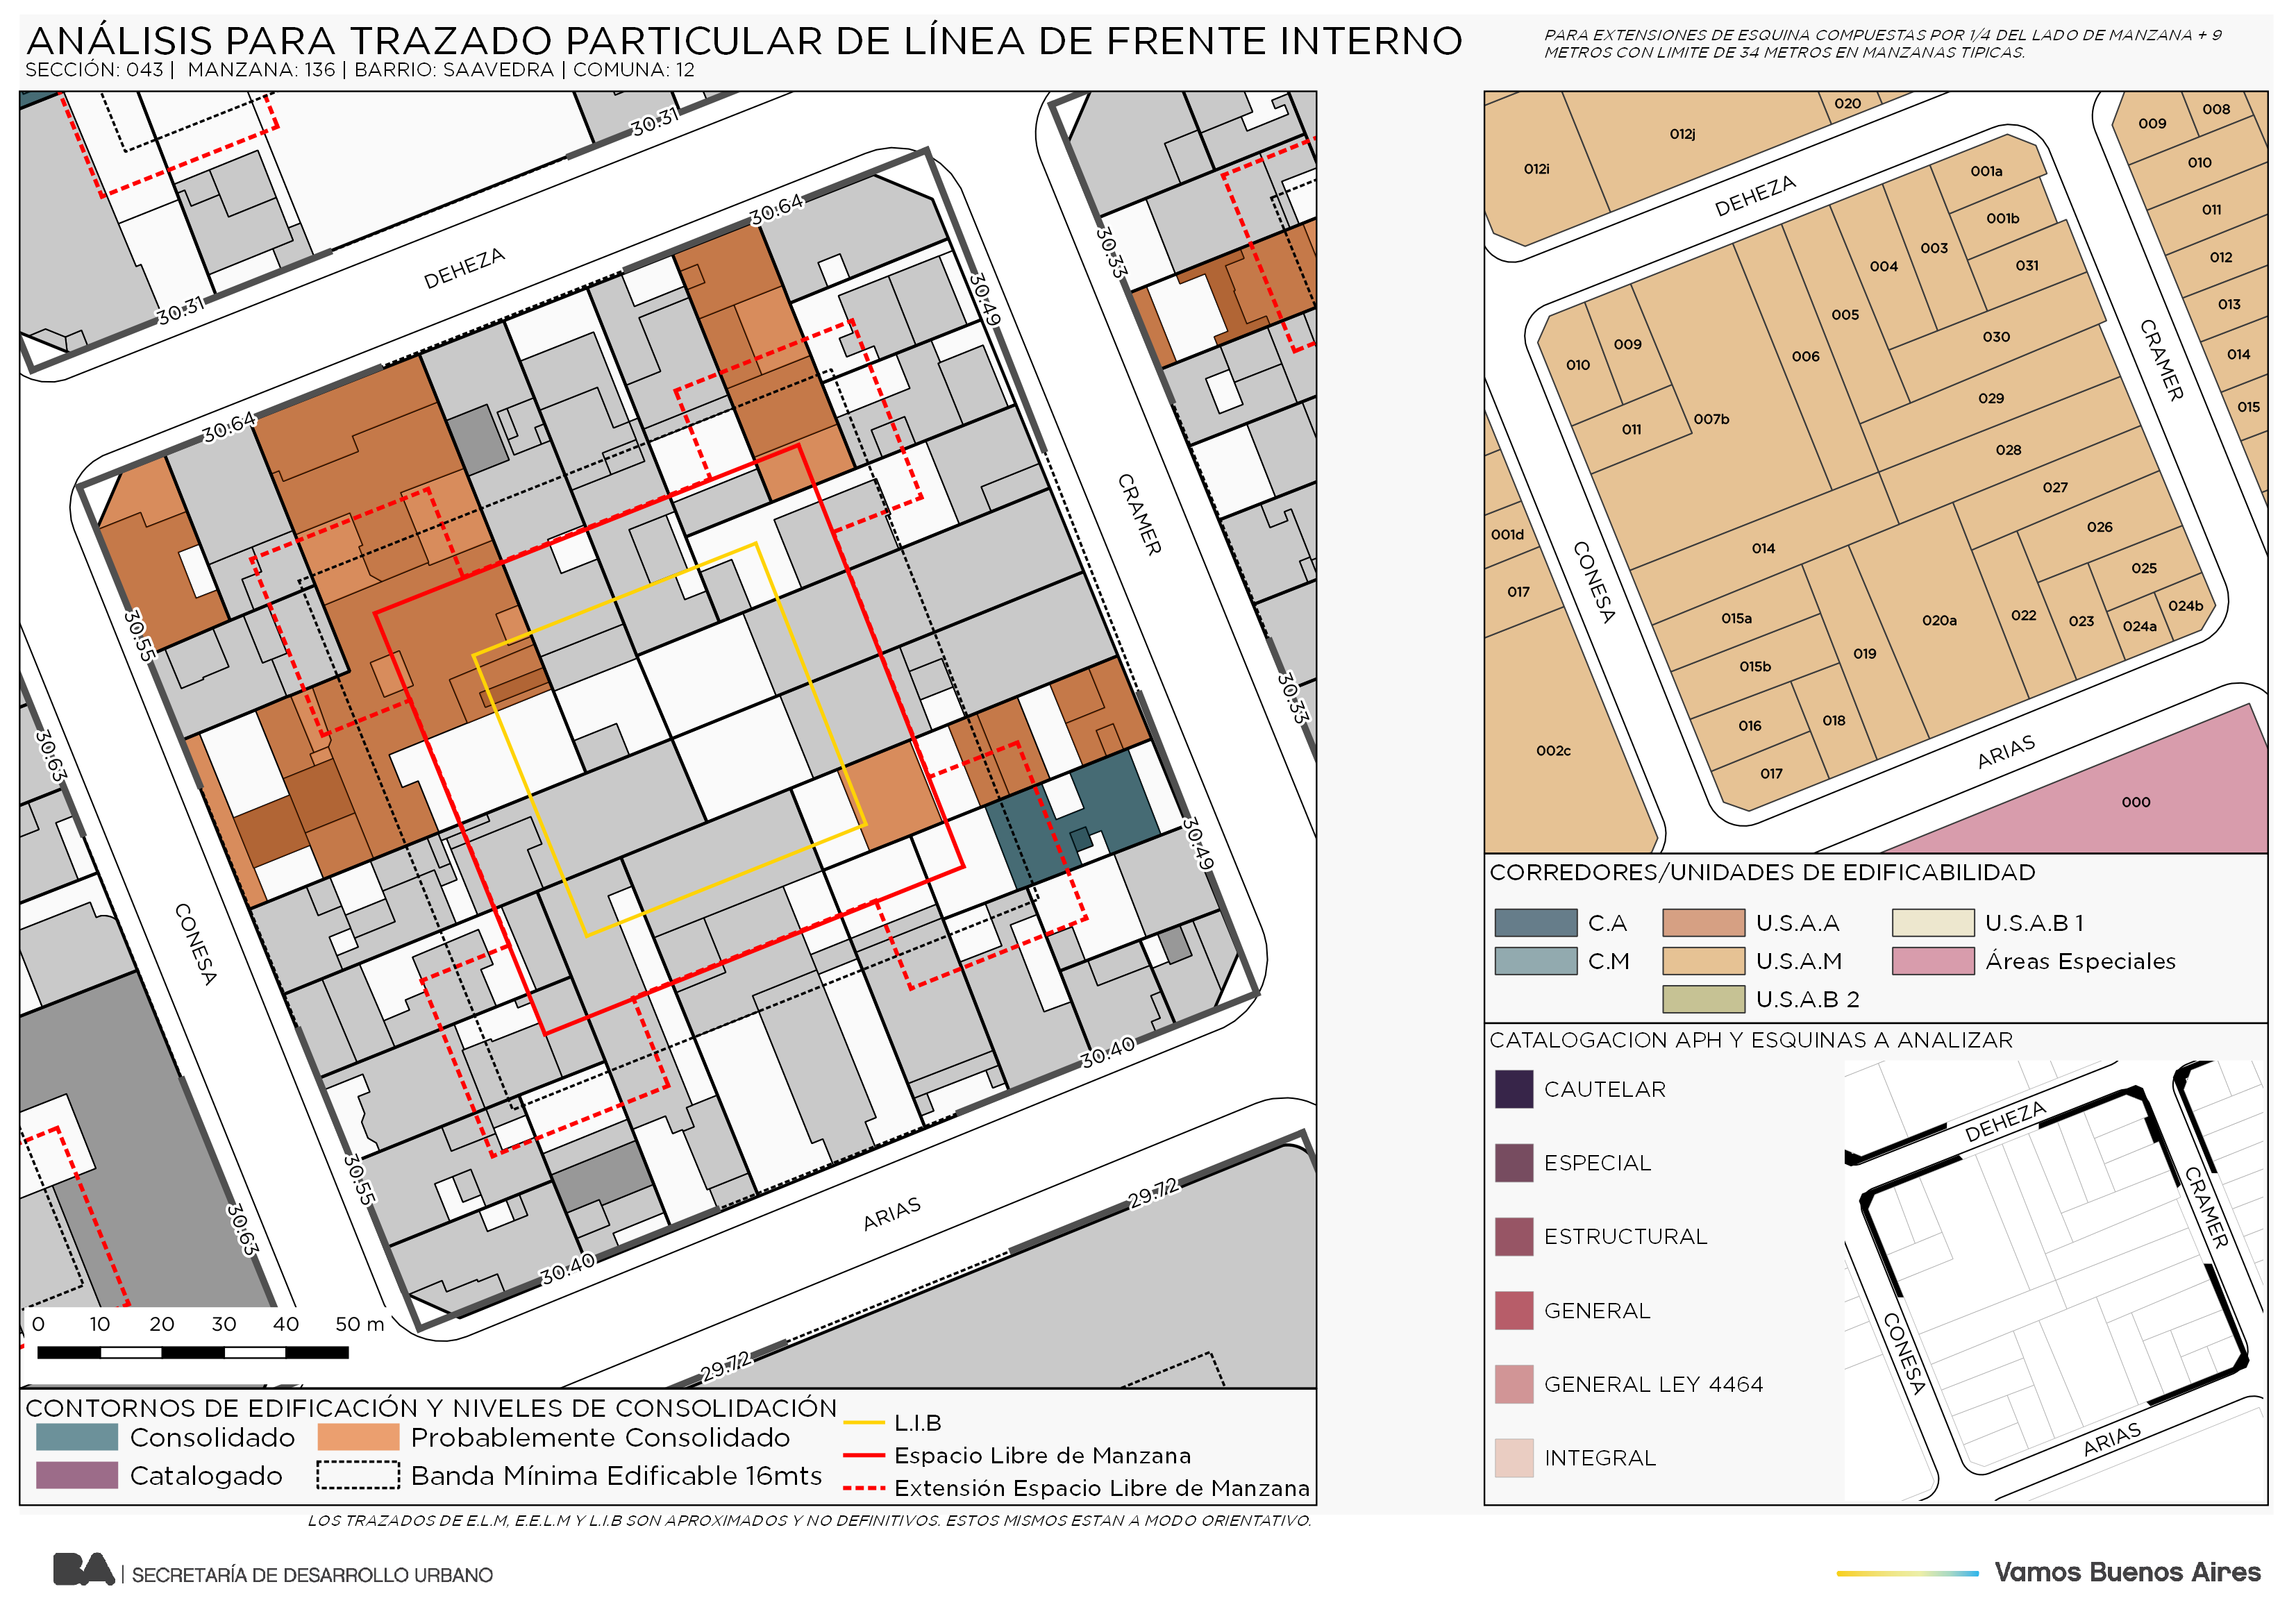 ANÁLISIS PARA TRAZADO PARTICULAR DE LÍNEA DE FRENTE INTERNO
SECCIÓN: 043 | MANZANA: 136 | BARRIO: SAAVEDRA | COMUNA: 12
PARA EXTENSIONES DE ESQUINA COMPUESTAS POR 1/4 DEL LADO DE MANZANA + 9
METROS CON LIMITE DE 34 METROS EN MANZANAS TIPICAS.
30.31
30.31
DEHEZA
30.64
30.64
30.33
30.49
CRAMER
30.55
30.63
CONESA
30.33
30.49
30.55
30.63
30.40
30.40
ARIAS
29.72
29.72
0 10 20 30 40 50 m
CONTORNOS DE EDIFICACIÓN Y NIVELES DE CONSOLIDACIÓN
Consolidado
Probablemente Consolidado
Catalogado
Banda Mínima Edificable 16mts
L.I.B
Espacio Libre de Manzana
Extensión Espacio Libre de Manzana
LOS TRAZADOS DE E.L.M, E.E.L.M Y L.I.B SON APROXIMADOS Y NO DEFINITIVOS. ESTOS MISMOS ESTAN A MODO ORIENTATIVO.
020
012j
012i
009
008
010
011
012
013
014
015
DEHEZA
001a
001b
003
031
004
005
030
006
009
010
011
007b
029
028
027
026
025
024b
024a
023
022
020a
019
014
015a
015b
016
018
017
001d
017
002c
CONESA
CRAMER
ARIAS
000
CORREDORES/UNIDADES DE EDIFICABILIDAD
C.A
U.S.A.A
U.S.A.B 1
C.M
U.S.A.M
Áreas Especiales
U.S.A.B 2
CATALOGACION APH Y ESQUINAS A ANALIZAR
CAUTELAR
ESPECIAL
ESTRUCTURAL
GENERAL
GENERAL LEY 4464
INTEGRAL
DEHEZA
CRAMER
CONESA
ARIAS
BA | SECRETARÍA DE DESARROLLO URBANO
Vamos Buenos Aires